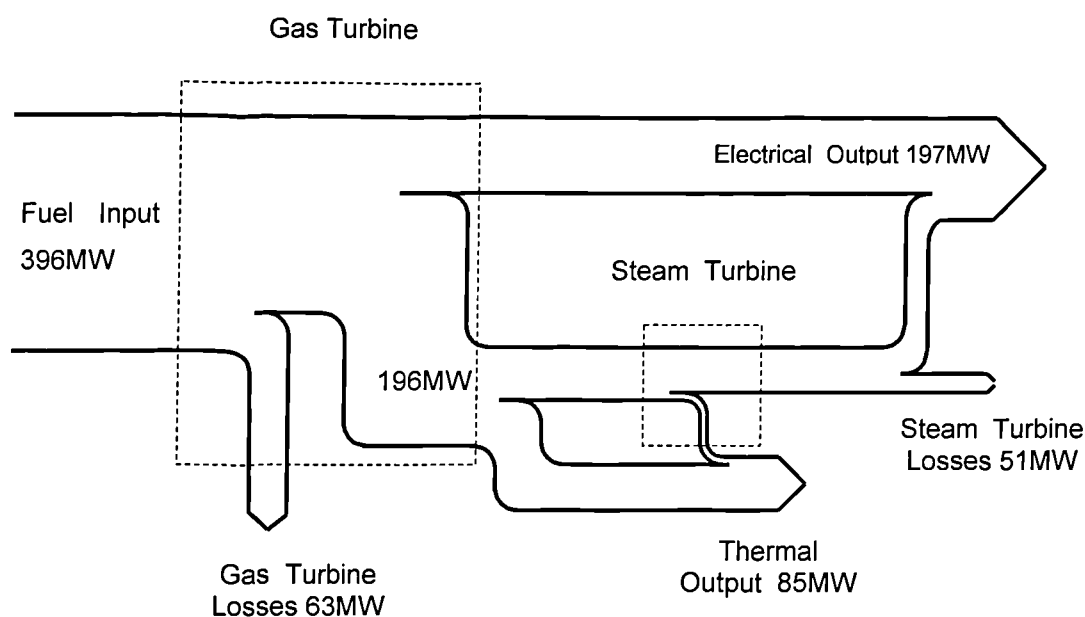 Gas Turbine
Electrical Output 197MW
Fuel Input
396MW
Steam Turbine
196MW
Steam Turbine
Losses 51MW
Thermal
Output 85MW
Gas Turbine
Losses 63MW